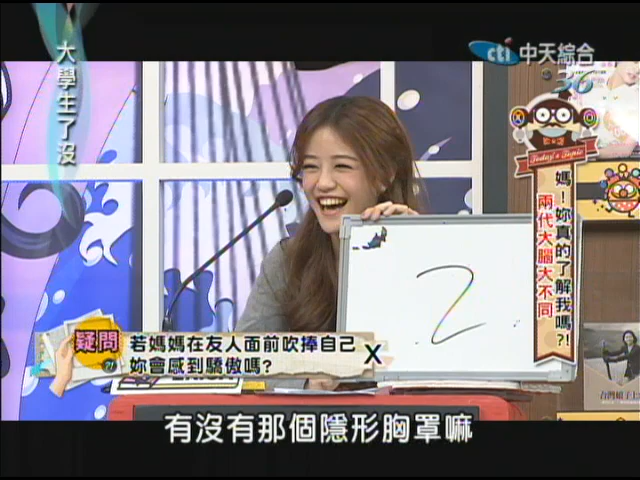 大學生了沒
cti 中天綜合
36
Today's Topic
媽！妳真的了解我嗎?!
兩代大腦大不同
2
疑問
若媽媽在友人面前吹捧自己
妳會感到驕傲嗎?
X
有沒有那個隱形胸罩嘛